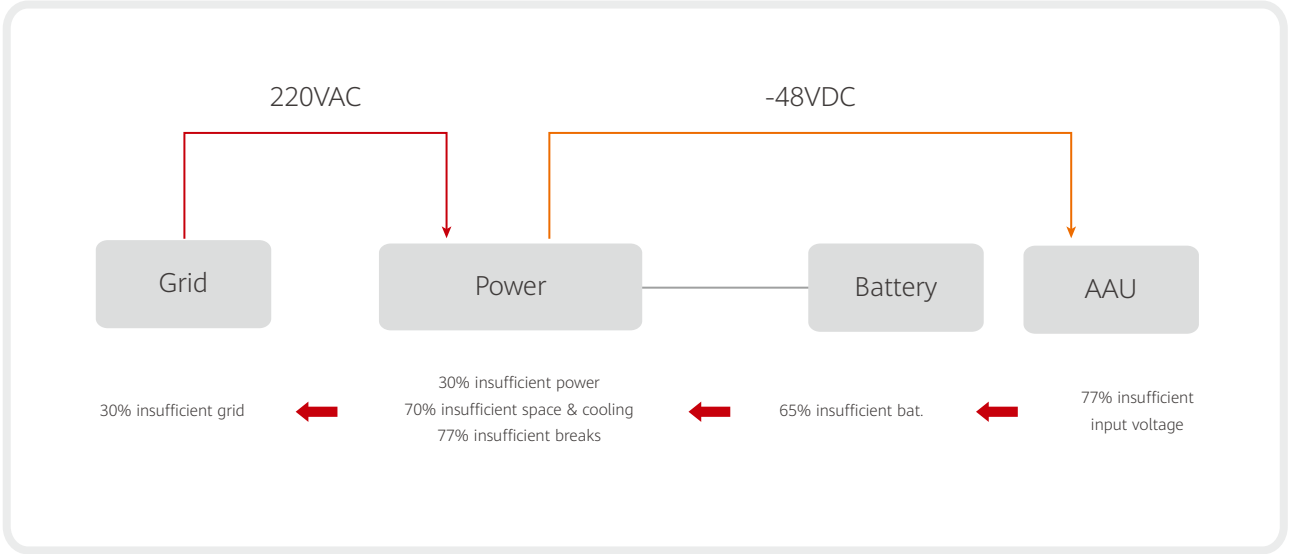 220VAC
-48VDC
Grid
Power
Battery
AAU
30% insufficient grid
30% insufficient power
70% insufficient space & cooling
77% insufficient breaks
65% insufficient bat.
77% insufficient
input voltage